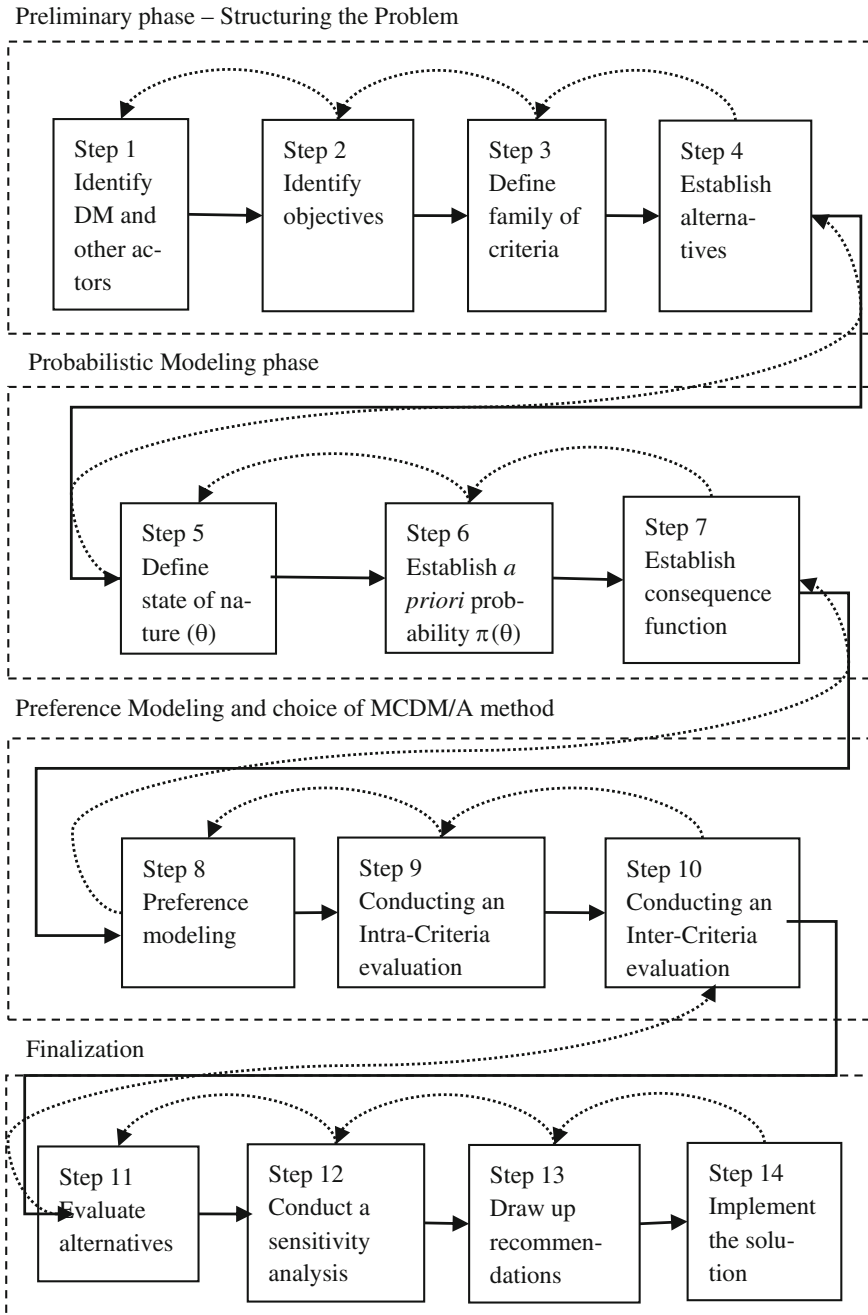 Preliminary phase – Structuring the Problem
Step 1
Identify
DM and
other ac-
tors
Step 2
Identify
objectives
Step 3
Define
family of
criteria
Step 4
Establish
alterna-
tives
Probabilistic Modeling phase
Step 5
Define
state of na-
ture (θ)
Step 6
Establish a
priori prob-
ability π(θ)
Step 7
Establish
consequence
function
Preference Modeling and choice of MCDM/A method
Step 8
Preference
modeling
Step 9
Conducting an
Intra-Criteria
evaluation
Step 10
Conducting an
Inter-Criteria
evaluation
Finalization
Step 11
Evaluate
alternatives
Step 12
Conduct a
sensitivity
analysis
Step 13
Draw up
recommen-
dations
Step 14
Implement
the solu-
tion